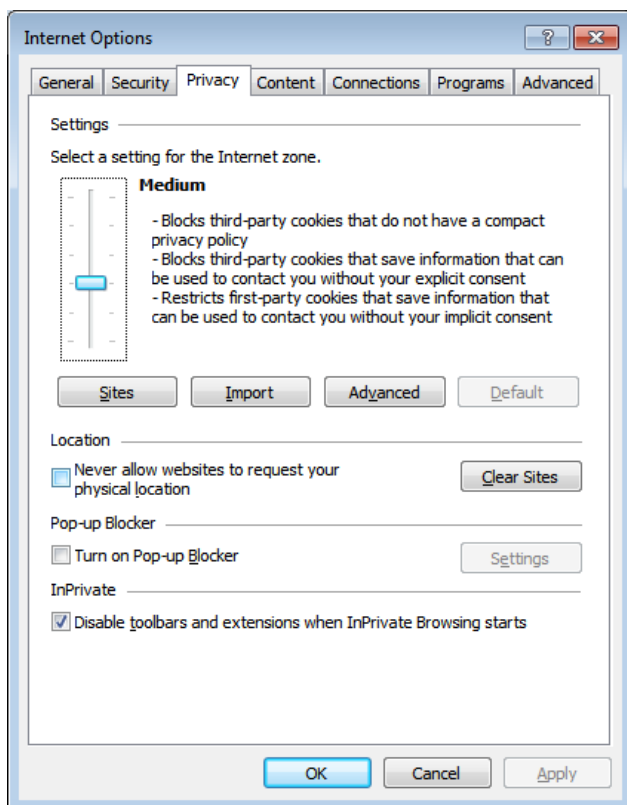 Internet Options
General Security Privacy Content Connections Programs Advanced
Settings
Select a setting for the Internet zone.
Medium
- Blocks third-party cookies that do not have a compact
privacy policy
- Blocks third-party cookies that save information that can
be used to contact you without your explicit consent
- Restricts first-party cookies that save information that
can be used to contact you without your implicit consent
Sites Import Advanced Default
Location
Never allow websites to request your
physical location
Clear Sites
Pop-up Blocker
Turn on Pop-up Blocker
Settings
InPrivate
Disable toolbars and extensions when InPrivate Browsing starts
OK Cancel Apply